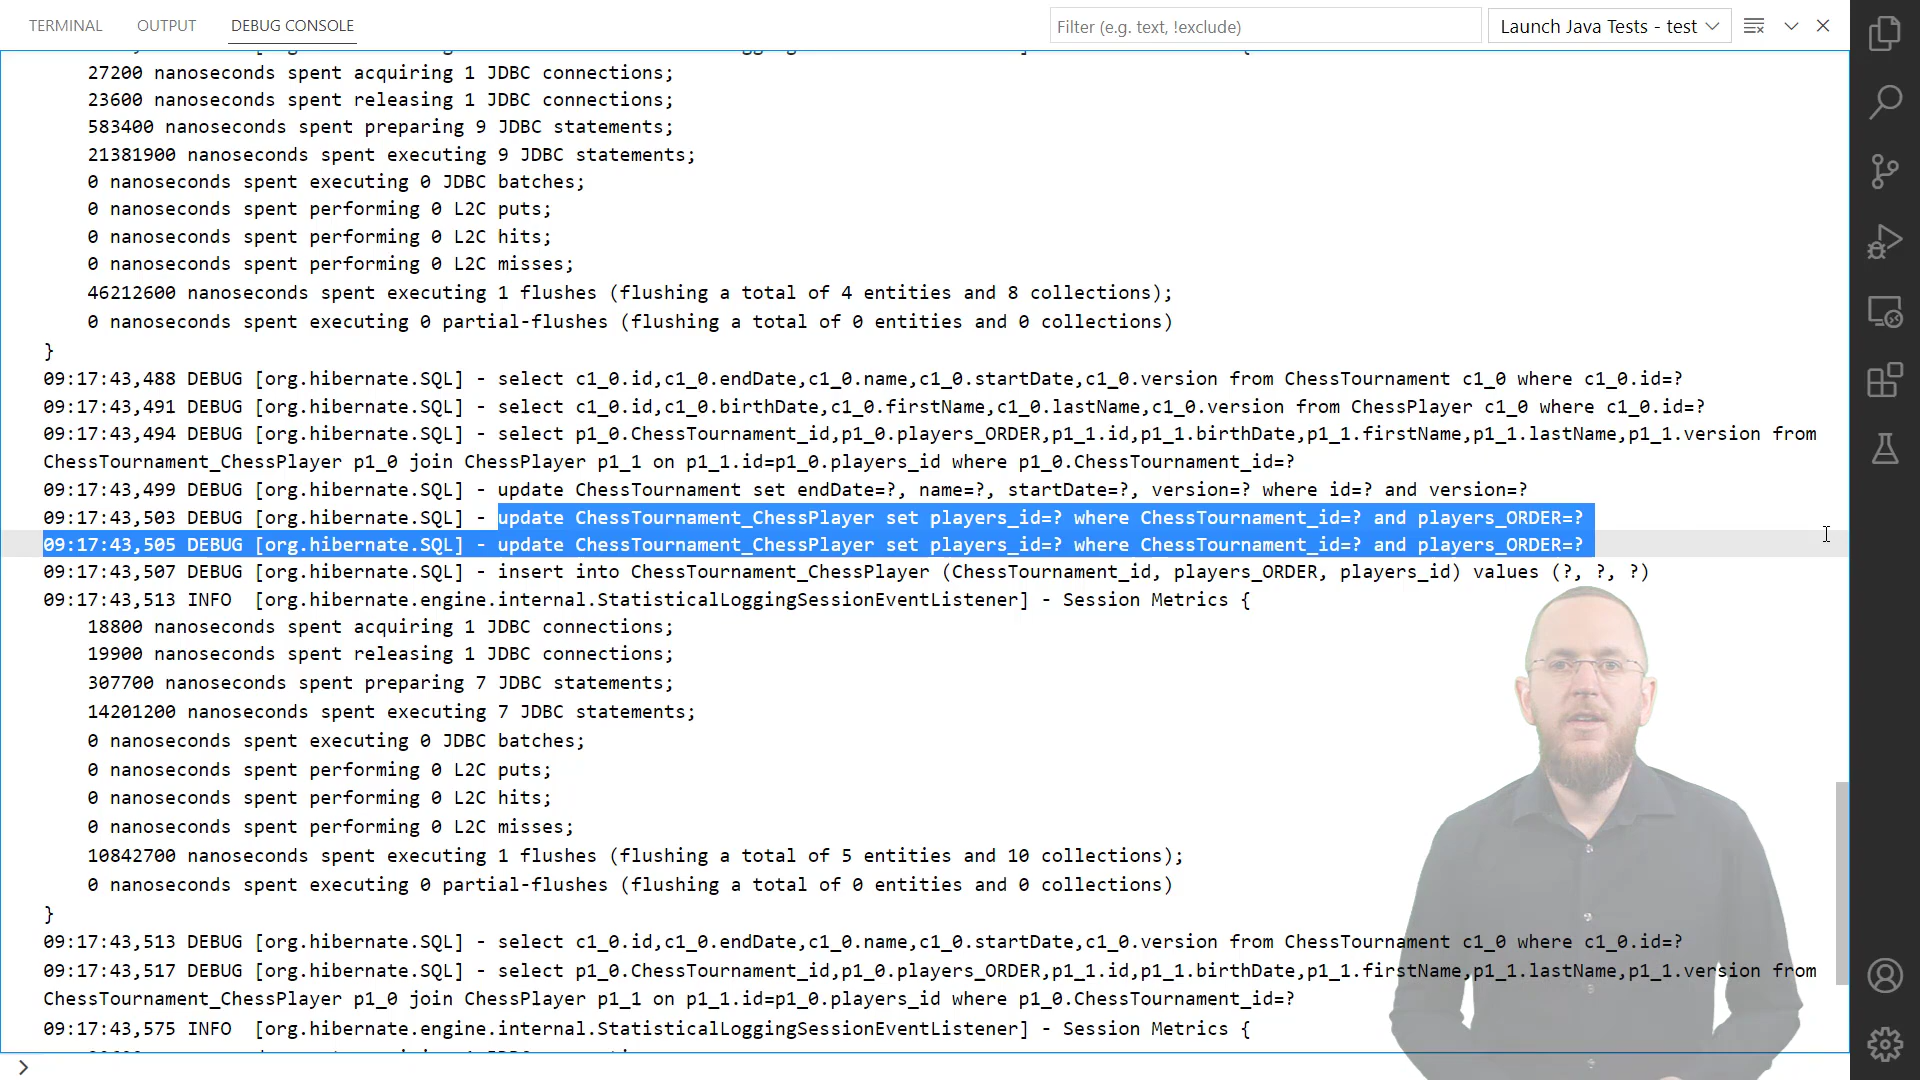 TERMINAL OUTPUT DEBUG CONSOLE Filter (e.g. text, !exclude) Launch Java Tests - test
27200 nanoseconds spent acquiring 1 JDBC connections;
23600 nanoseconds spent releasing 1 JDBC connections;
583400 nanoseconds spent preparing 9 JDBC statements;
21381900 nanoseconds spent executing 9 JDBC statements;
0 nanoseconds spent executing 0 JDBC batches;
0 nanoseconds spent performing 0 L2C puts;
0 nanoseconds spent performing 0 L2C hits;
0 nanoseconds spent performing 0 L2C misses;
46212600 nanoseconds spent executing 1 flushes (flushing a total of 4 entities and 8 collections);
0 nanoseconds spent executing 0 partial-flushes (flushing a total of 0 entities and 0 collections)
}
09:17:43,488 DEBUG [org.hibernate.SQL] - select c1_0.id,c1_0.endDate,c1_0.name,c1_0.startDate,c1_0.version from ChessTournament c1_0 where c1_0.id=?
09:17:43,491 DEBUG [org.hibernate.SQL] - select c1_0.id,c1_0.birthDate,c1_0.firstName,c1_0.lastName,c1_0.version from ChessPlayer c1_0 where c1_0.id=?
09:17:43,494 DEBUG [org.hibernate.SQL] - select p1_0.ChessTournament_id,p1_0.players_ORDER,p1_1.id,p1_1.birthDate,p1_1.firstName,p1_1.lastName,p1_1.version from
ChessTournament_ChessPlayer p1_0 join ChessPlayer p1_1 on p1_1.id=p1_0.players_id where p1_0.ChessTournament_id=?
09:17:43,499 DEBUG [org.hibernate.SQL] - update ChessTournament set endDate=?, name=?, startDate=?, version=? where id=? and version=?
09:17:43,503 DEBUG [org.hibernate.SQL] - update ChessTournament_ChessPlayer set players_id=? where ChessTournament_id=? and players_ORDER=?
09:17:43,505 DEBUG [org.hibernate.SQL] - update ChessTournament_ChessPlayer set players_id=? where ChessTournament_id=? and players_ORDER=?
09:17:43,507 DEBUG [org.hibernate.SQL] - insert into ChessTournament_ChessPlayer (ChessTournament_id, players_ORDER, players_id) values (?, ?, ?)
09:17:43,513 INFO [org.hibernate.engine.internal.StatisticalLoggingSessionEventListener] - Session Metrics {
18800 nanoseconds spent acquiring 1 JDBC connections;
19900 nanoseconds spent releasing 1 JDBC connections;
307700 nanoseconds spent preparing 7 JDBC statements;
14201200 nanoseconds spent executing 7 JDBC statements;
0 nanoseconds spent executing 0 JDBC batches;
0 nanoseconds spent performing 0 L2C puts;
0 nanoseconds spent performing 0 L2C hits;
0 nanoseconds spent performing 0 L2C misses;
10842700 nanoseconds spent executing 1 flushes (flushing a total of 5 entities and 10 collections);
0 nanoseconds spent executing 0 partial-flushes (flushing a total of 0 entities and 0 collections)
}
09:17:43,513 DEBUG [org.hibernate.SQL] - select c1_0.id,c1_0.endDate,c1_0.name,c1_0.startDate,c1_0.version from ChessTournament c1_0 where c1_0.id=?
09:17:43,517 DEBUG [org.hibernate.SQL] - select p1_0.ChessTournament_id,p1_0.players_ORDER,p1_1.id,p1_1.birthDate,p1_1.firstName,p1_1.lastName,p1_1.version from
ChessTournament_ChessPlayer p1_0 join ChessPlayer p1_1 on p1_1.id=p1_0.players_id where p1_0.ChessTournament_id=?
09:17:43,575 INFO [org.hibernate.engine.internal.StatisticalLoggingSessionEventListener] - Session Metrics {